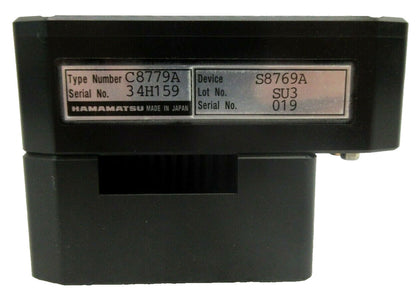 Type Number C8779A
Serial No. 34H159
HAMAMATSU MADE IN JAPAN
Device S8769A
Lot No. SU3
Serial No. 019